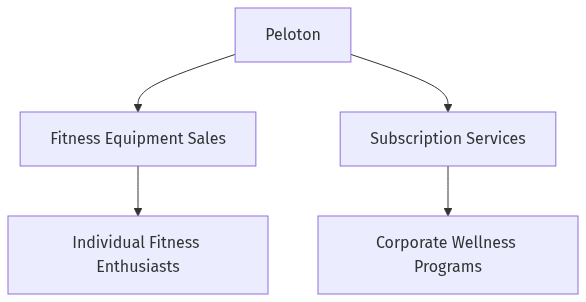 Peloton
Fitness Equipment Sales
Subscription Services
Individual Fitness
Enthusiasts
Corporate Wellness
Programs